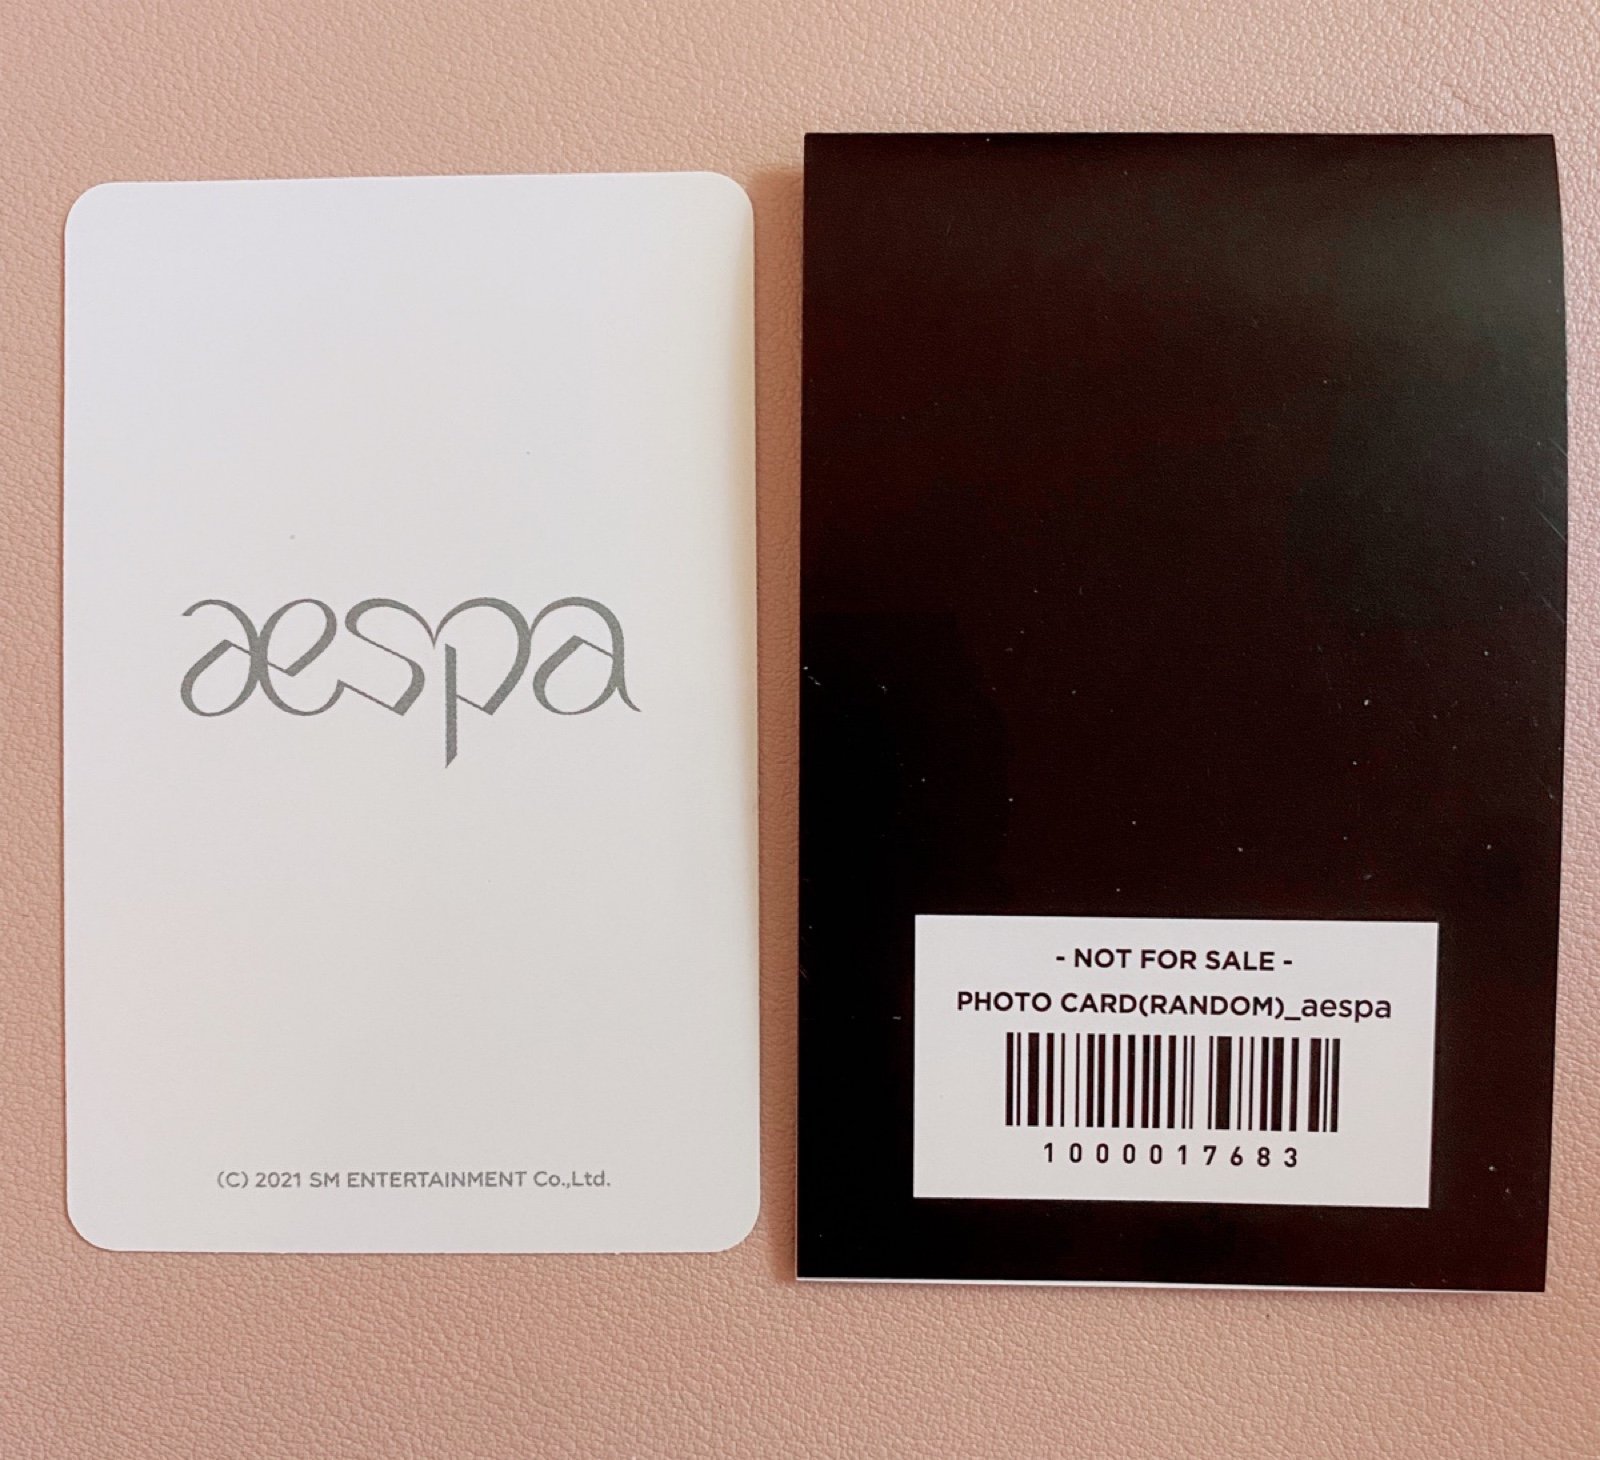 aespa
(C) 2021 SM ENTERTAINMENT Co.,Ltd.
- NOT FOR SALE -
PHOTO CARD(RANDOM)_aespa
1000017683